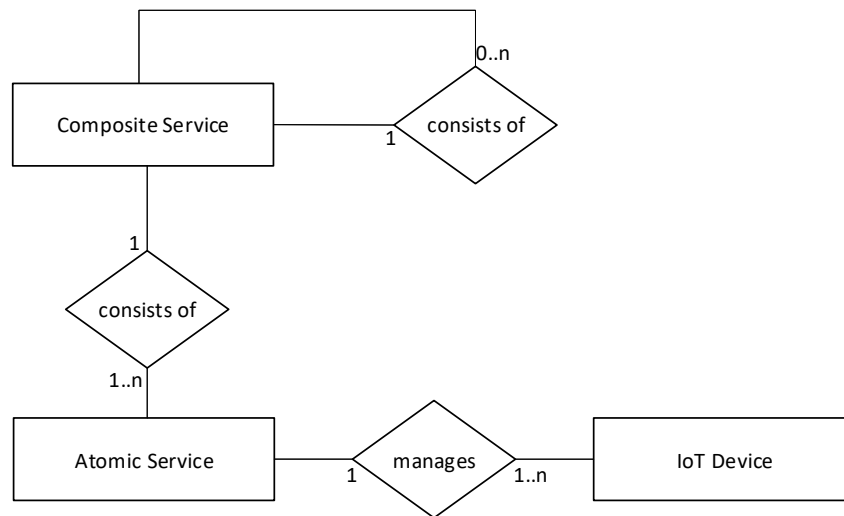 0..n
Composite Service
1
consists of
1
consists of
1..n
Atomic Service
1
manages
1..n
IoT Device